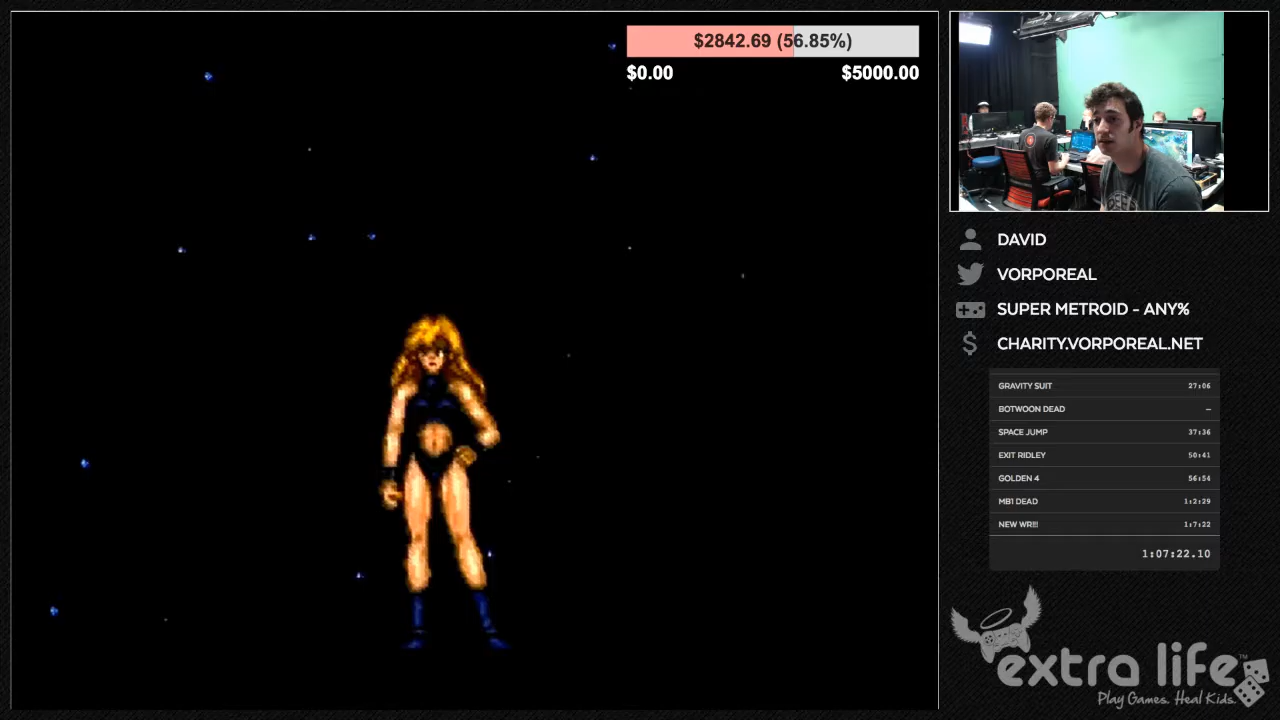 $2842.69 (56.85%)
$0.00 $5000.00
DAVID
VORPOREAL
SUPER METROID - ANY%
CHARITY.VORPOREAL.NET
GRAVITY SUIT 27:06
BOTWOON DEAD –
SPACE JUMP 37:36
EXIT RIDLEY 50:41
GOLDEN 4 56:54
MB1 DEAD 1:2:29
NEW WR!!! 1:7:22
1:07:22.10
extra life™
Play Games. Heal Kids.